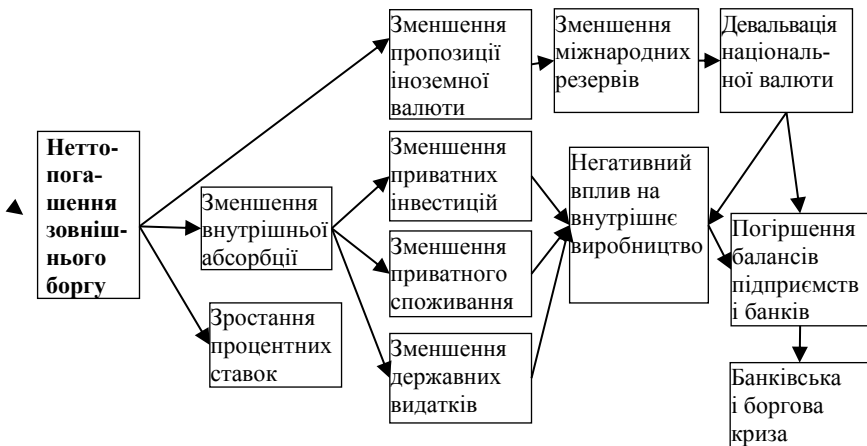 Зменшення
пропозиції
іноземної
валюти
Зменшення
міжнародних
резервів
Девальвація
національ-
ної валюти
Нетто-
пога-
шення
зовніш-
нього
боргу
Зменшення
внутрішньої
абсорбції
Зростання
процентних
ставок
Зменшення
приватних
інвестицій
Зменшення
приватного
споживання
Зменшення
державних
видатків
Негативний
вплив на
внутрішнє
виробництво
Погіршення
балансів
підприємств
і банків
Банківська
і боргова
криза